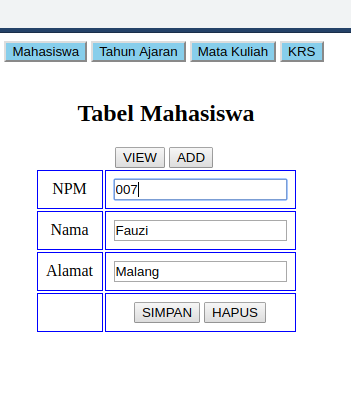 Mahasiswa Tahun Ajaran Mata Kuliah KRS
Tabel Mahasiswa
VIEW ADD
NPM 007
Nama Fauzi
Alamat Malang
SIMPAN HAPUS